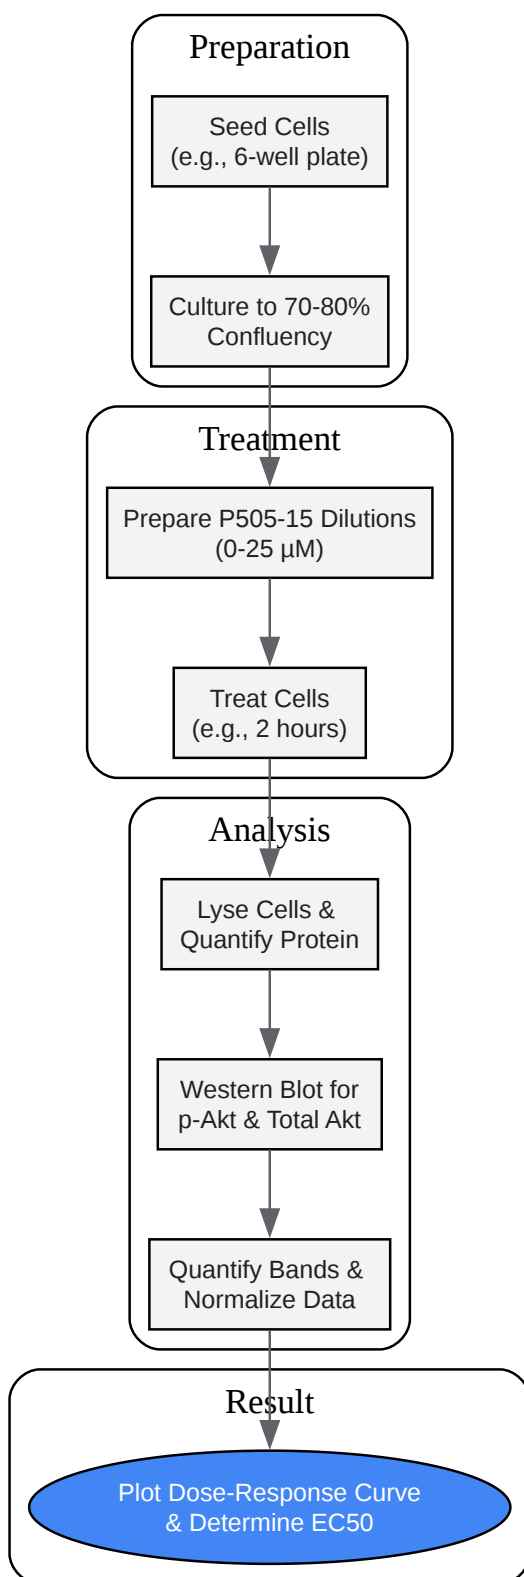 Preparation
Seed Cells
(e.g., 6-well plate)
Culture to 70-80%
Confluency
Treatment
Prepare P505-15 Dilutions
(0-25 µM)
Treat Cells
(e.g., 2 hours)
Analysis
Lyse Cells &
Quantify Protein
Western Blot for
p-Akt & Total Akt
Quantify Bands &
Normalize Data
Result
Plot Dose-Response Curve
& Determine EC50